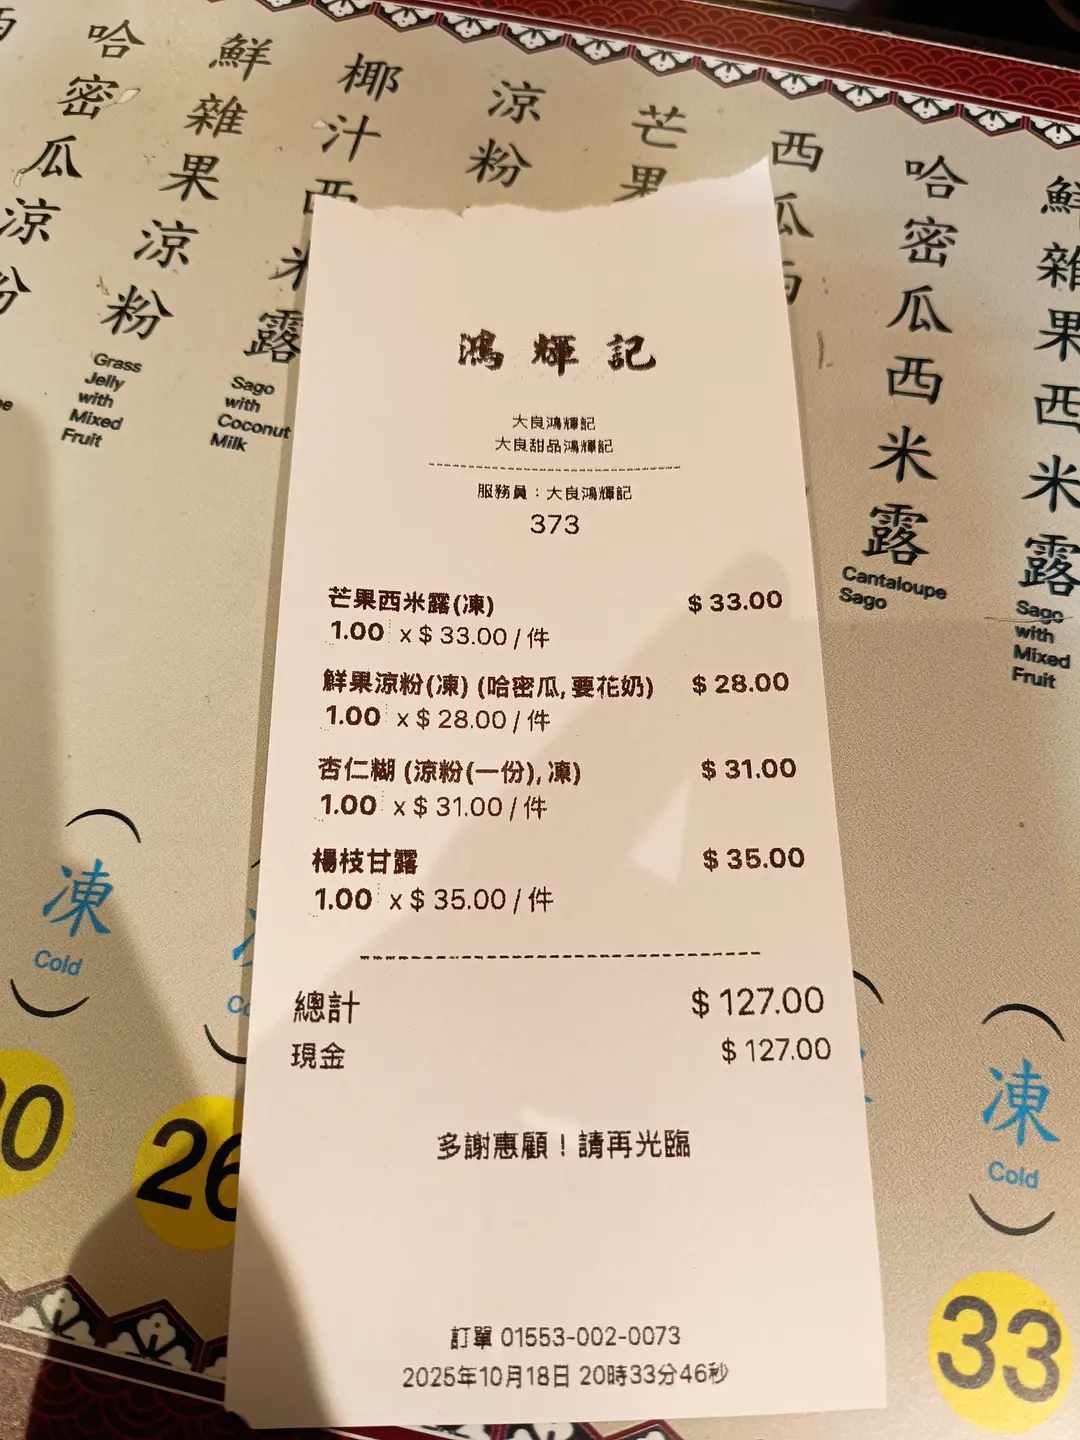 哈密瓜涼粉
鮮雜果涼粉
Grass
Jelly
with
Mixed
Fruit
椰汁西米露
Sago
with
Coconut
Milk
涼粉
芒果
西瓜西
哈密瓜西米露
Cantaloupe
Sago
鮮雜果西米露
Sago
with
Mixed
Fruit
鴻輝記
大良鴻輝記
大良甜品鴻輝記
服務員：大良鴻輝記
373
芒果西米露(凍) $ 33.00
1.00 x $ 33.00 / 件
鮮果涼粉(凍) (哈密瓜, 要花奶) $ 28.00
1.00 x $ 28.00 / 件
杏仁糊 (涼粉(一份), 凍) $ 31.00
1.00 x $ 31.00 / 件
楊枝甘露 $ 35.00
1.00 x $ 35.00 / 件
總計 $ 127.00
現金 $ 127.00
多謝惠顧！請再光臨
訂單 01553-002-0073
2025年10月18日 20時33分46秒
(凍
Cold)
26
(凍
Cold)
33